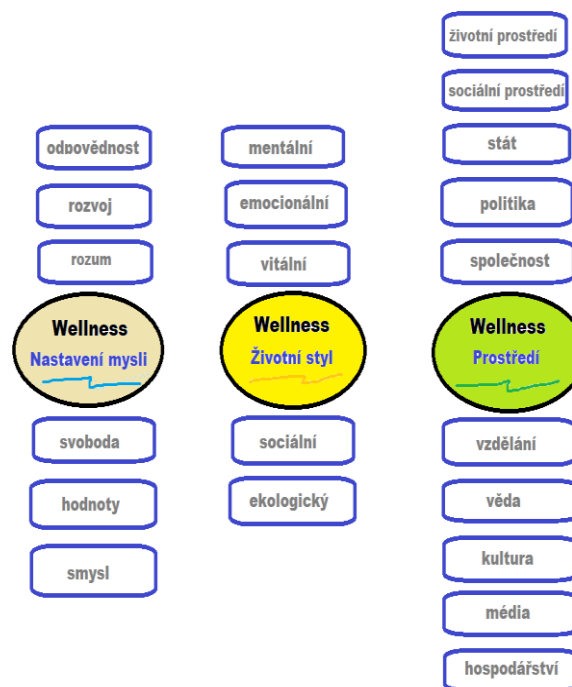 odpovědnost
rozvoj
rozum
Wellness
Nastavení mysli
svoboda
hodnoty
smysl
mentální
emocionální
vitální
Wellness
Životní styl
sociální
ekologický
životní prostředí
sociální prostředí
stát
politika
společnost
Wellness
Prostředí
vzdělání
věda
kultura
média
hospodářství